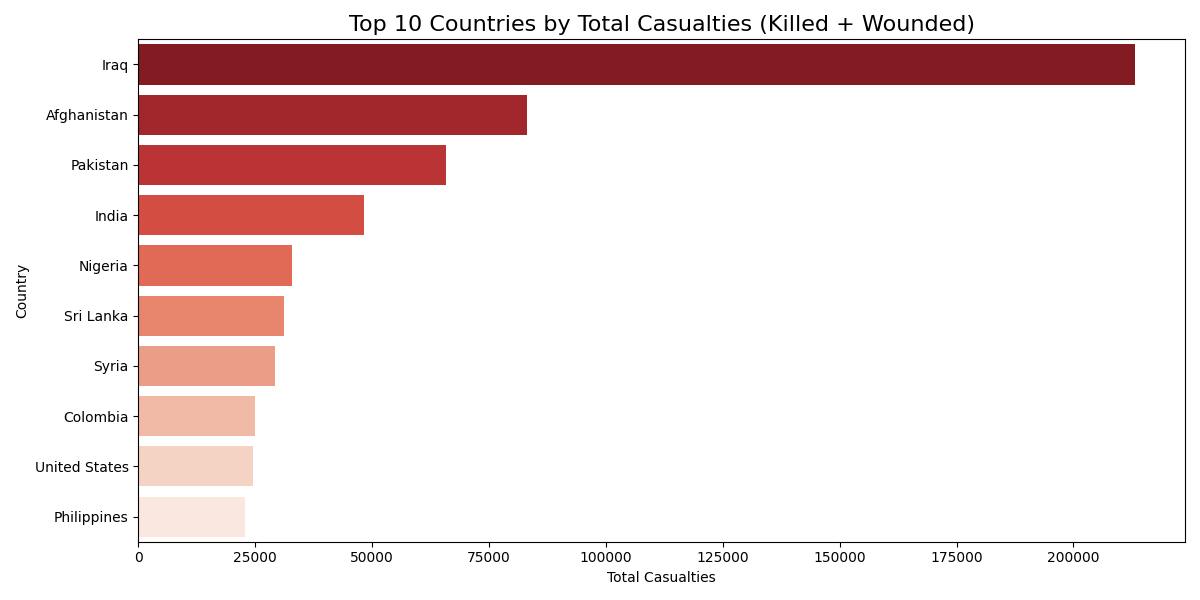 Top 10 Countries by Total Casualties (Killed + Wounded)
Country
Iraq
Afghanistan
Pakistan
India
Nigeria
Sri Lanka
Syria
Colombia
United States
Philippines
0 25000 50000 75000 100000 125000 150000 175000 200000
Total Casualties